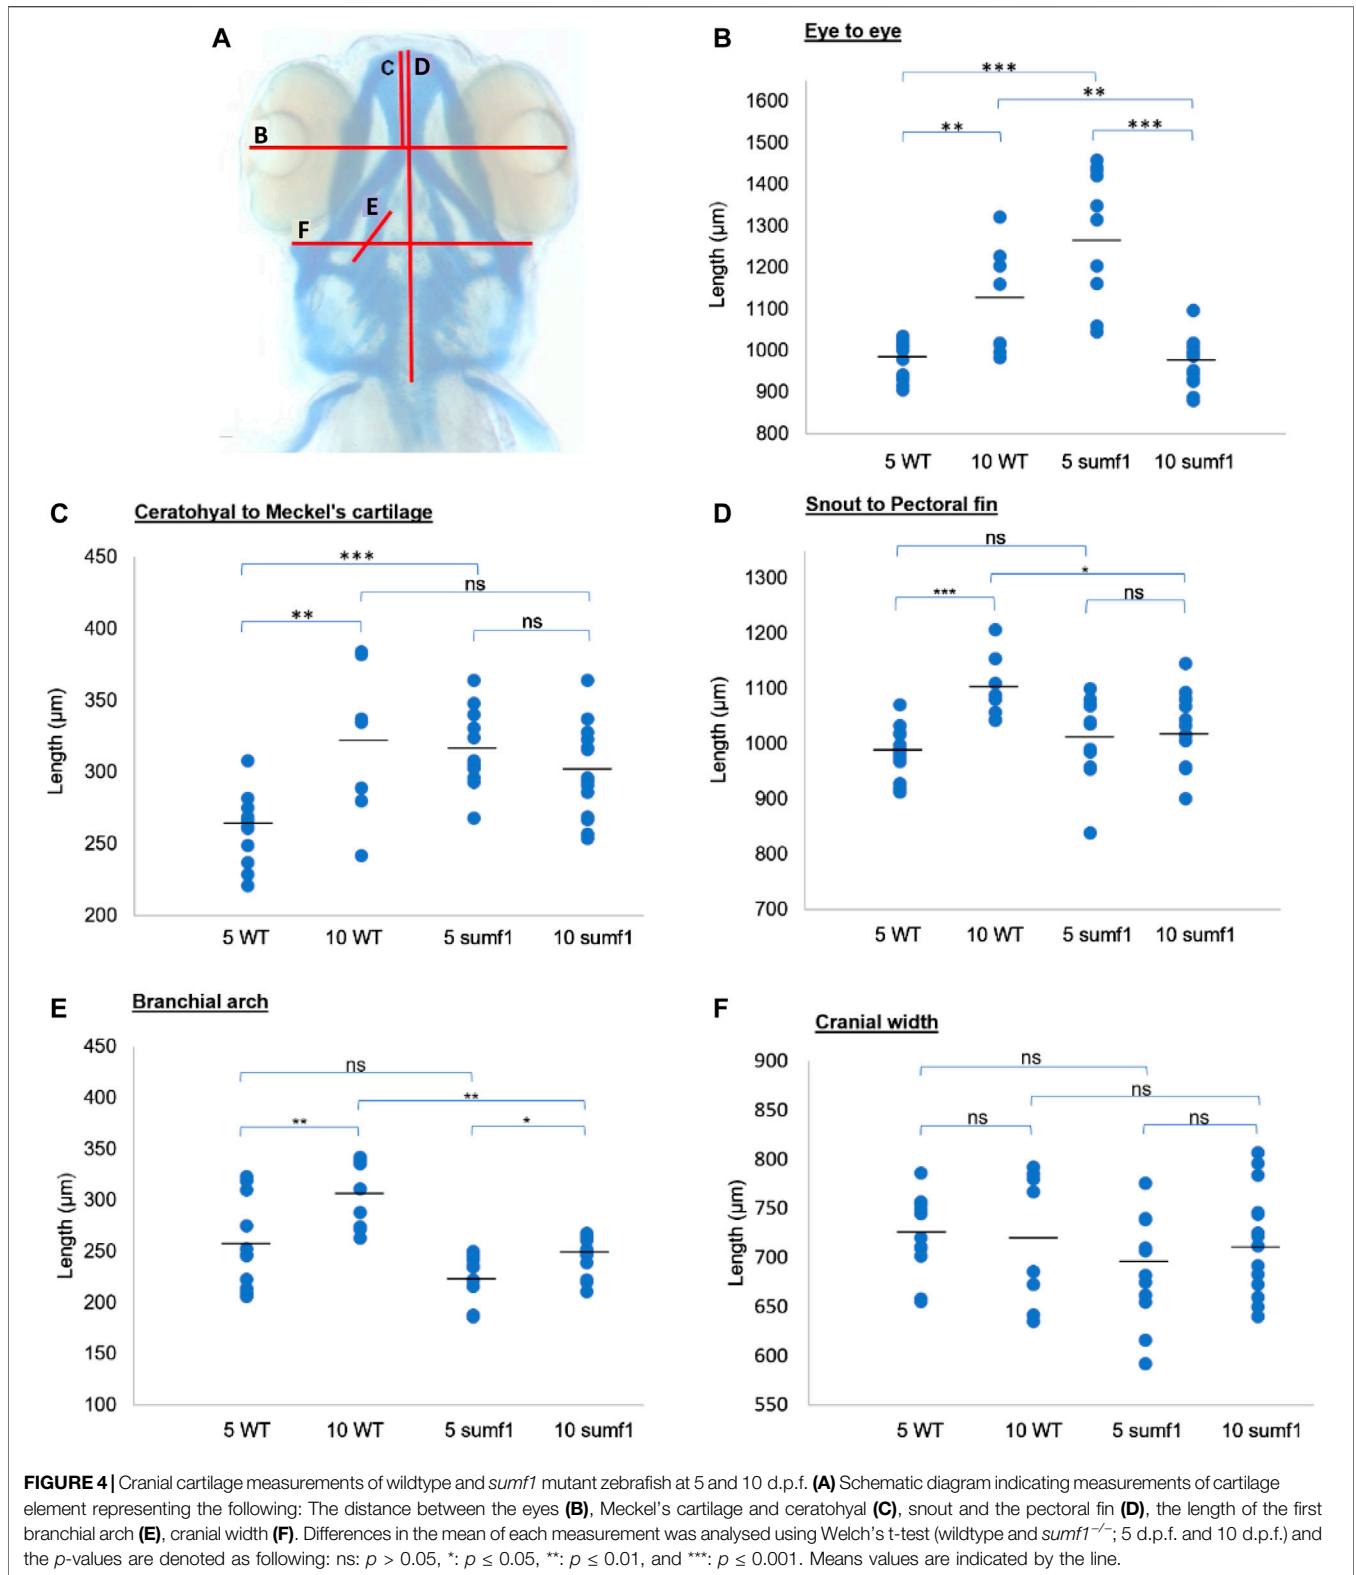 A
C
D
B
E
F
B
Eye to eye
***
**
**
***
1600
1500
1400
1300
1200
1100
1000
900
800
Length (µm)
5 WT 10 WT 5 sumf1 10 sumf1
C
Ceratohyal to Meckel's cartilage
***
ns
**
ns
450
400
350
300
250
200
Length (µm)
5 WT 10 WT 5 sumf1 10 sumf1
D
Snout to Pectoral fin
ns
*
***
ns
1300
1200
1100
1000
900
800
700
Length (µm)
5 WT 10 WT 5 sumf1 10 sumf1
E
Branchial arch
ns
**
**
*
450
400
350
300
250
200
150
100
Length (µm)
5 WT 10 WT 5 sumf1 10 sumf1
F
Cranial width
ns
ns
ns
ns
900
850
800
750
700
650
600
550
Length (µm)
5 WT 10 WT 5 sumf1 10 sumf1
FIGURE 4 | Cranial cartilage measurements of wildtype and sumf1 mutant zebrafish at 5 and 10 d.p.f. (A) Schematic diagram indicating measurements of cartilage
element representing the following: The distance between the eyes (B), Meckel's cartilage and ceratohyal (C), snout and the pectoral fin (D), the length of the first
branchial arch (E), cranial width (F). Differences in the mean of each measurement was analysed using Welch's t-test (wildtype and sumf1−/−; 5 d.p.f. and 10 d.p.f.) and
the p-values are denoted as following: ns: p > 0.05, *: p ≤ 0.05, **: p ≤ 0.01, and ***: p ≤ 0.001. Means values are indicated by the line.